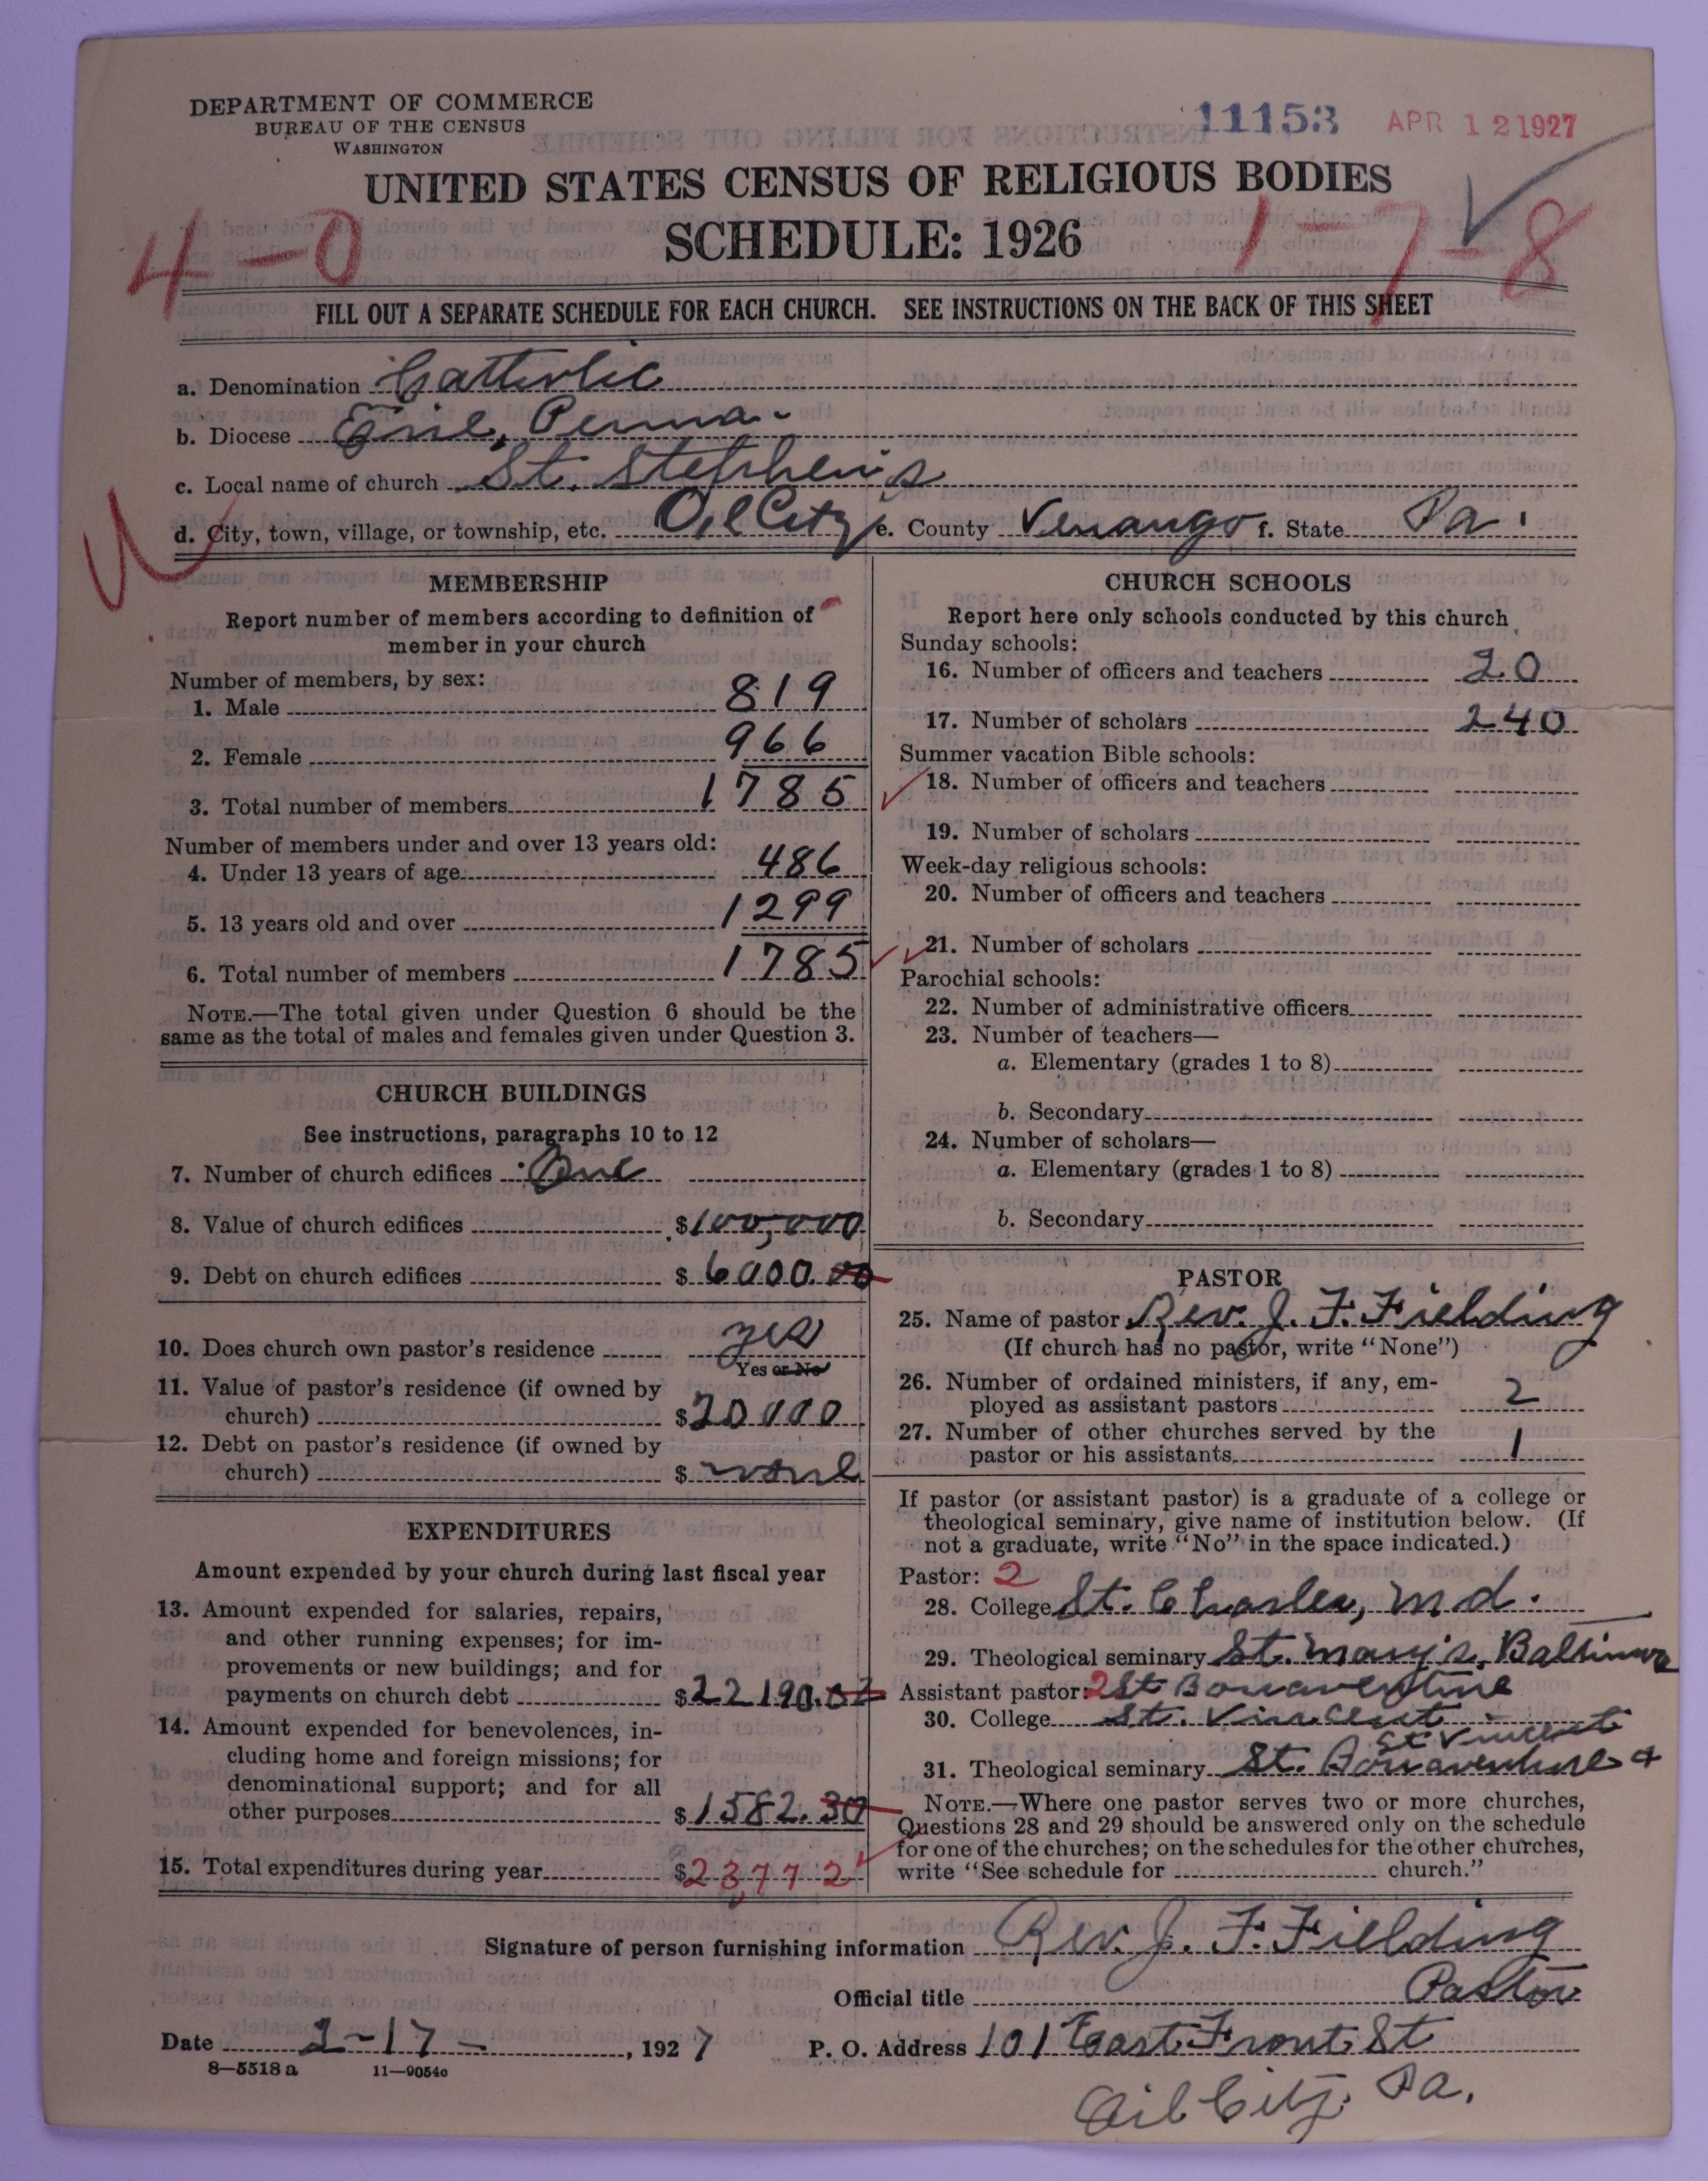 DEPARTMENT OF COMMERCE
BUREAU OF THE CENSUS
WASHINGTON
11153 APR 12 1927
UNITED STATES CENSUS OF RELIGIOUS BODIES
SCHEDULE: 1926
4-0 1-7-8
FILL OUT A SEPARATE SCHEDULE FOR EACH CHURCH. SEE INSTRUCTIONS ON THE BACK OF THIS SHEET
a. Denomination Catholic
b. Diocese Erie, Penna.
c. Local name of church St. Stephen's
d. City, town, village, or township, etc. Oil City e. County Venango f. State Pa.
MEMBERSHIP
Report number of members according to definition of
member in your church
Number of members, by sex:
1. Male 819
2. Female 966
3. Total number of members 1785
Number of members under and over 13 years old:
4. Under 13 years of age 486
5. 13 years old and over 1299
6. Total number of members 1785
NOTE.—The total given under Question 6 should be the
same as the total of males and females given under Question 3.
CHURCH BUILDINGS
See instructions, paragraphs 10 to 12
7. Number of church edifices One
8. Value of church edifices $100,000
9. Debt on church edifices $6000.00
10. Does church own pastor's residence yes
Yes or No
11. Value of pastor's residence (if owned by
church) $20000
12. Debt on pastor's residence (if owned by
church) $none
EXPENDITURES
Amount expended by your church during last fiscal year
13. Amount expended for salaries, repairs,
and other running expenses; for im-
provements or new buildings; and for
payments on church debt $22190.02
14. Amount expended for benevolences, in-
cluding home and foreign missions; for
denominational support; and for all
other purposes $1582.30
15. Total expenditures during year $23,772
CHURCH SCHOOLS
Report here only schools conducted by this church
Sunday schools:
16. Number of officers and teachers 20
17. Number of scholars 240
Summer vacation Bible schools:
18. Number of officers and teachers
19. Number of scholars
Week-day religious schools:
20. Number of officers and teachers
21. Number of scholars
Parochial schools:
22. Number of administrative officers
23. Number of teachers—
a. Elementary (grades 1 to 8)
b. Secondary
24. Number of scholars—
a. Elementary (grades 1 to 8)
b. Secondary
PASTOR
25. Name of pastor Rev. J. F. Fielding
(If church has no pastor, write "None")
26. Number of ordained ministers, if any, em-
ployed as assistant pastors 2
27. Number of other churches served by the
pastor or his assistants 1
If pastor (or assistant pastor) is a graduate of a college or
theological seminary, give name of institution below. (If
not a graduate, write "No" in the space indicated.)
Pastor: 2
28. College St. Charles, Md.
29. Theological seminary St. Mary's, Baltimore
Assistant pastor: 2 St Bonaventure
30. College St. Vincent
St Vincent
31. Theological seminary St. Bonaventure &
NOTE.—Where one pastor serves two or more churches,
Questions 28 and 29 should be answered only on the schedule
for one of the churches; on the schedules for the other churches,
write "See schedule for church."
Signature of person furnishing information Rev. J. F. Fielding
Official title Pastor
Date 2-17-, 1927 P. O. Address 101 East Front St
8—5518 a 11—9054c
Oil City, Pa.